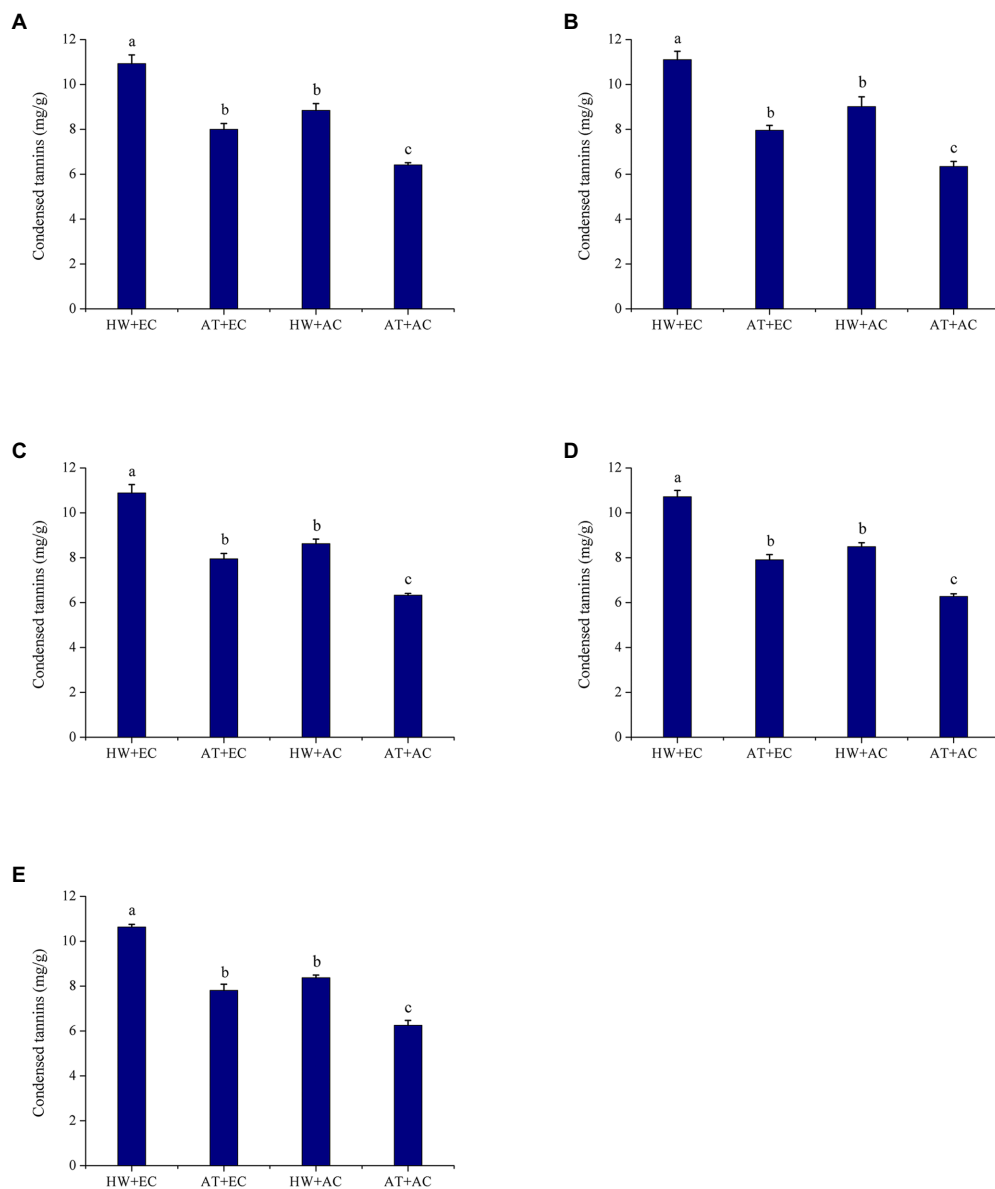 A
Condensed tannins (mg/g)
12
10
8
6
4
2
0
a
b
b
c
HW+EC AT+EC HW+AC AT+AC
B
Condensed tannins (mg/g)
12
10
8
6
4
2
0
a
b
b
c
HW+EC AT+EC HW+AC AT+AC
C
Condensed tannins (mg/g)
12
10
8
6
4
2
0
a
b
b
c
HW+EC AT+EC HW+AC AT+AC
D
Condensed tannins (mg/g)
12
10
8
6
4
2
0
a
b
b
c
HW+EC AT+EC HW+AC AT+AC
E
Condensed tannins (mg/g)
12
10
8
6
4
2
0
a
b
b
c
HW+EC AT+EC HW+AC AT+AC